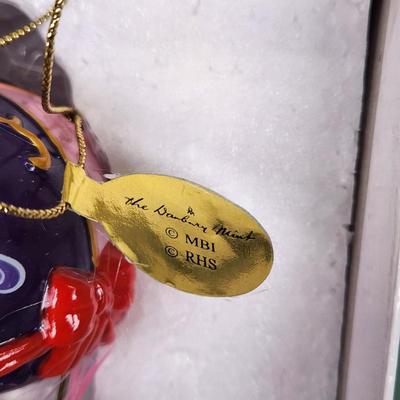 the Danbury Mint
© MBI
© RHS